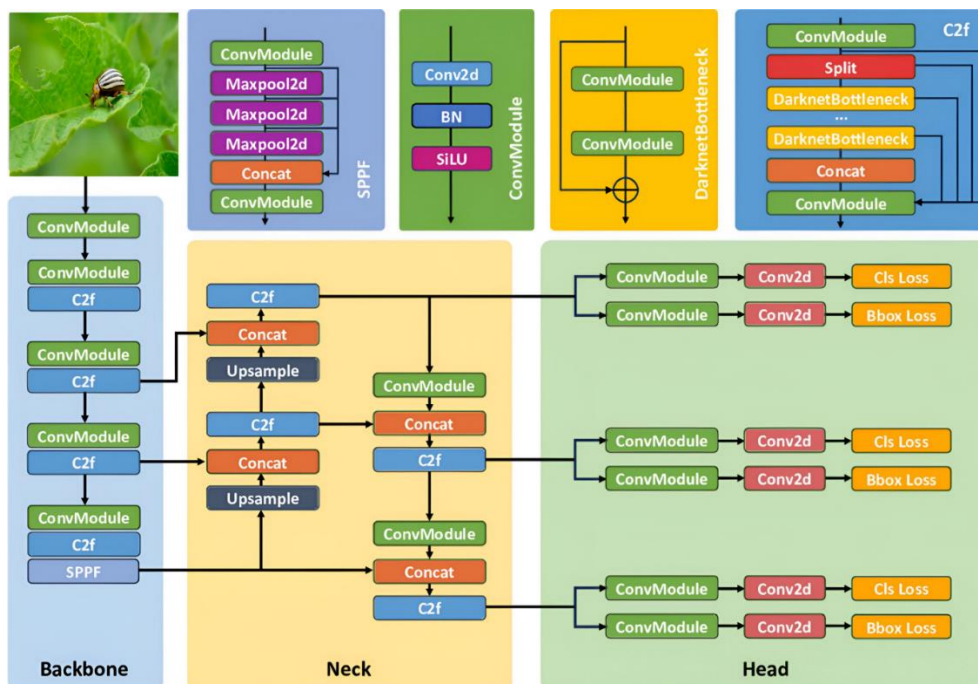 ConvModule
Maxpool2d
Maxpool2d
Maxpool2d
Concat
ConvModule
SPPF
Conv2d
BN
SiLU
ConvModule
ConvModule
ConvModule
DarknetBottleneck
C2f
ConvModule
Split
DarknetBottleneck
...
DarknetBottleneck
Concat
ConvModule
ConvModule
ConvModule
C2f
ConvModule
C2f
ConvModule
C2f
ConvModule
C2f
SPPF
Backbone
C2f
Concat
Upsample
C2f
Concat
Upsample
ConvModule
Concat
C2f
ConvModule
Concat
C2f
Neck
ConvModule Conv2d Cls Loss
ConvModule Conv2d Bbox Loss
ConvModule Conv2d Cls Loss
ConvModule Conv2d Bbox Loss
ConvModule Conv2d Cls Loss
ConvModule Conv2d Bbox Loss
Head